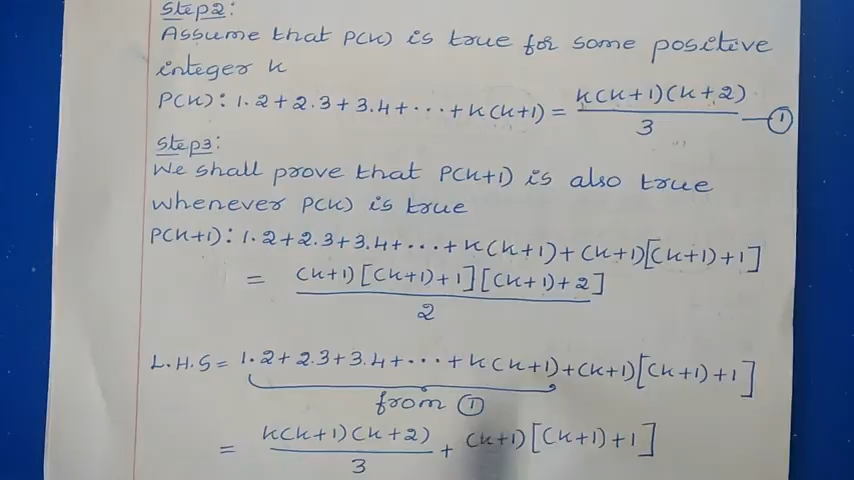 Step2:
Assume that P(k) is true for some positive
integer k
P(k): 1.2+2.3+3.4+...+k(k+1) = k(k+1)(k+2)/3 —①
Step3:
We shall prove that P(k+1) is also true
whenever P(k) is true
P(k+1): 1.2+2.3+3.4+...+k(k+1)+(k+1)[(k+1)+1]
= (k+1)[(k+1)+1][(k+1)+2]/2
L.H.S = 1.2+2.3+3.4+...+k(k+1)+(k+1)[(k+1)+1]
from ①
= k(k+1)(k+2)/3 + (k+1)[(k+1)+1]